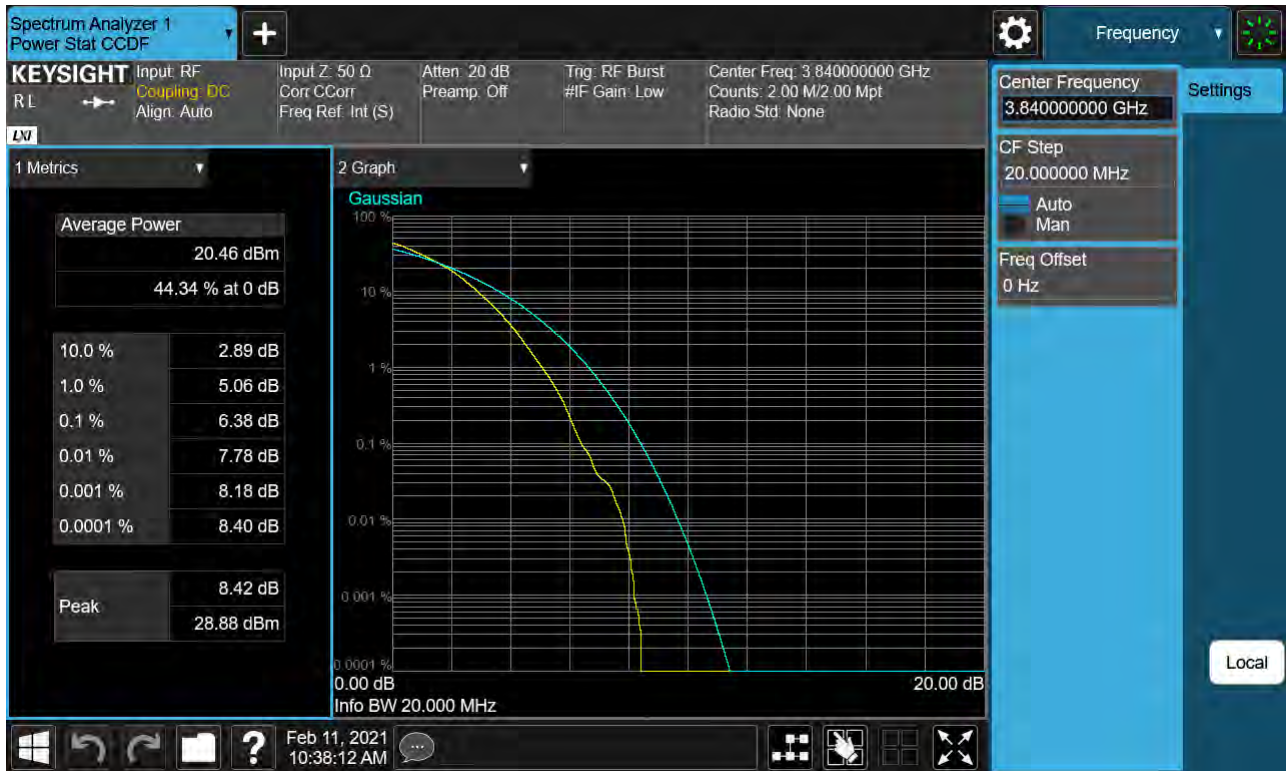 Spectrum Analyzer 1
Power Stat CCDF
Frequency
KEYSIGHT
RL
LXI
Input: RF
Coupling: DC
Align: Auto
Input Z: 50 Ω
Corr CCorr
Freq Ref: Int (S)
Atten: 20 dB
Preamp: Off
Trig: RF Burst
#IF Gain: Low
Center Freq: 3.840000000 GHz
Counts: 2.00 M/2.00 Mpt
Radio Std: None
Center Frequency
3.840000000 GHz
Settings
CF Step
20.000000 MHz
Auto
Man
Freq Offset
0 Hz
1 Metrics
Average Power
20.46 dBm
44.34 % at 0 dB
10.0 % 2.89 dB
1.0 % 5.06 dB
0.1 % 6.38 dB
0.01 % 7.78 dB
0.001 % 8.18 dB
0.0001 % 8.40 dB
Peak
8.42 dB
28.88 dBm
2 Graph
Gaussian
100 %
10 %
1 %
0.1 %
0.01 %
0.001 %
0.0001 %
0.00 dB 20.00 dB
Info BW 20.000 MHz
Local
?
Feb 11, 2021
10:38:12 AM